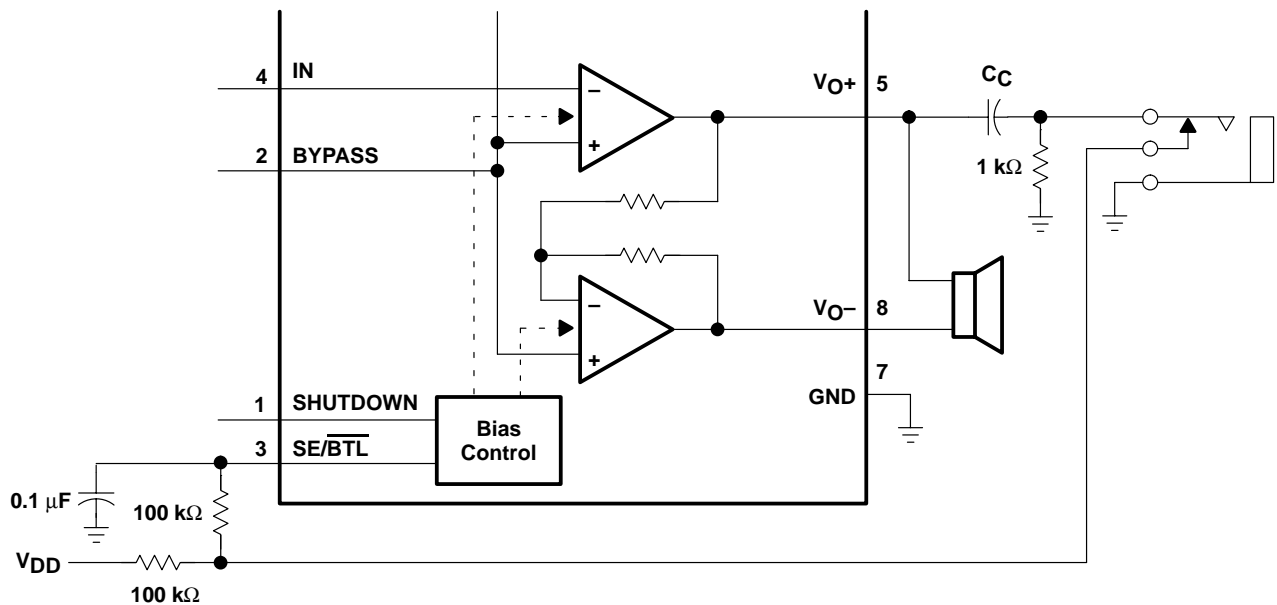 4 IN
VO+ 5
CC
−
+
2 BYPASS
1 kΩ
−
VO− 8
+
7
GND
1 SHUTDOWN
3 SE/BTL
Bias
Control
0.1 μF
100 kΩ
VDD
100 kΩ